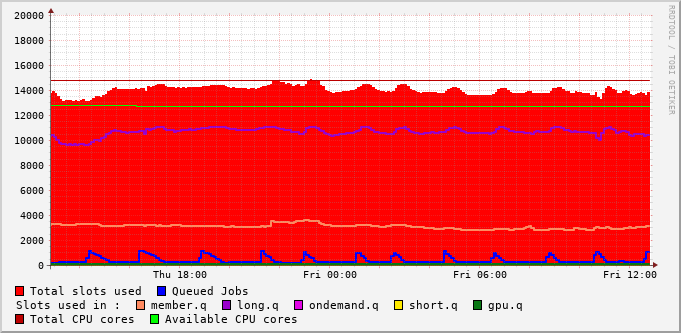 20000
18000
16000
14000
12000
10000
8000
6000
4000
2000
0
Thu 18:00 Fri 00:00 Fri 06:00 Fri 12:00
RRDTOOL / TOBI OETIKER
Total slots used Queued Jobs
Slots used in : member.q long.q ondemand.q short.q gpu.q
Total CPU cores Available CPU cores